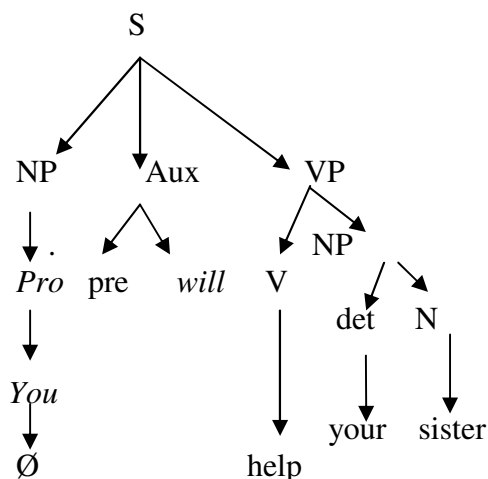 S
NP Aux VP
NP
Pro pre will V
det N
You
your sister
Ø help